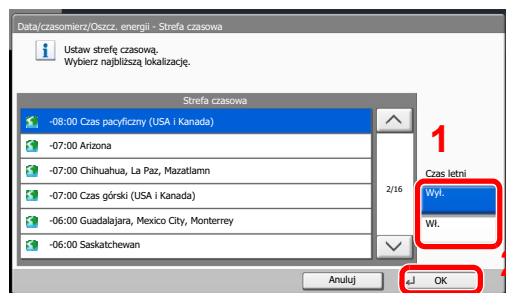 Data/czasomierz/Oszcz. energii - Strefa czasowa
Ustaw strefę czasową.
Wybierz najbliższą lokalizację.
Strefa czasowa
-08:00 Czas pacyficzny (USA i Kanada)
-07:00 Arizona
-07:00 Chihuahua, La Paz, Mazatlamn
-07:00 Czas górski (USA i Kanada)
-06:00 Guadalajara, Mexico City, Monterrey
-06:00 Saskatchewan
2/16
1
Czas letni
Wył.
Wł.
2
Anuluj
OK